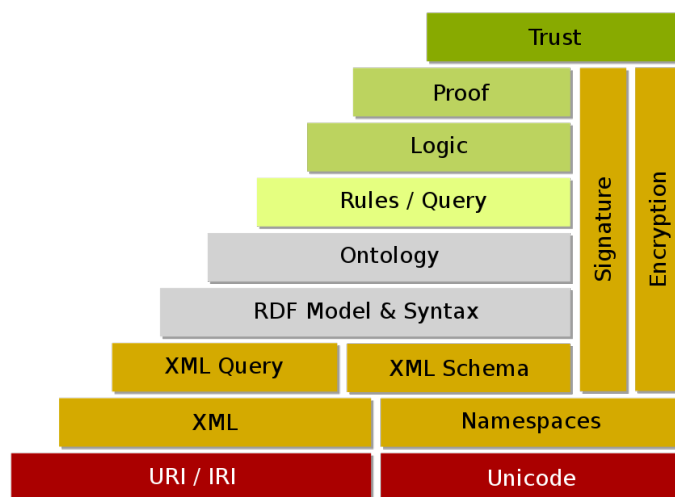 Trust
Proof
Logic
Rules / Query
Ontology
RDF Model & Syntax
XML Query
XML Schema
Signature
Encryption
XML
Namespaces
URI / IRI
Unicode